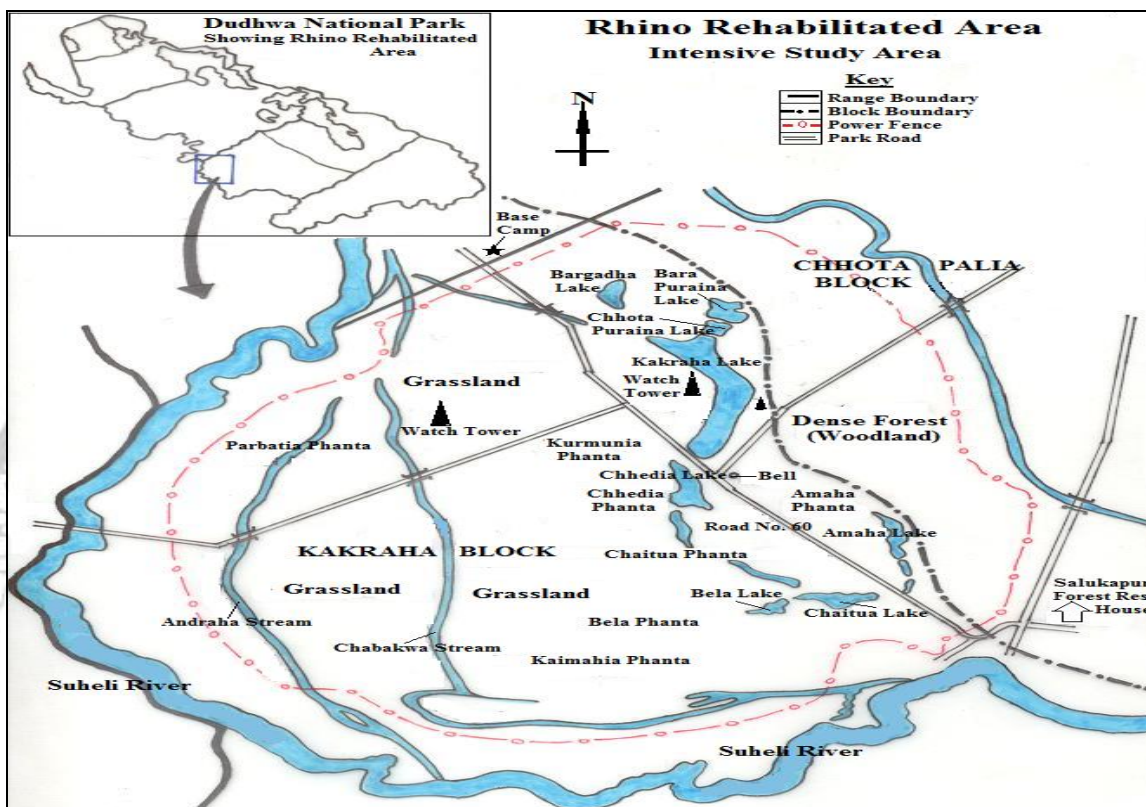 Dudhwa National Park
Showing Rhino Rehabilitated
Area
Rhino Rehabilitated Area
Intensive Study Area
Key
Range Boundary
Block Boundary
Power Fence
Park Road
N
Base
Camp
Bargadha
Lake
Bara
Puraina
Lake
Chhota
Puraina Lake
CHHOTA PALIA
BLOCK
Kakraha Lake
Watch
Tower
Grassland
Watch Tower
Parbatia Phanta
Kurmunia
Phanta
Dense Forest
(Woodland)
Chhedia Lake
Bell
Chhedia
Phanta
Amaha
Phanta
Road No. 60
Amaha Lake
KAKRAHA BLOCK
Chaitua Phanta
Grassland
Grassland
Bela Lake
Chaitua Lake
Salukapur
Forest Res
House
Andraha Stream
Bela Phanta
Chabakwa Stream
Kaimahia Phanta
Suheli River
Suheli River